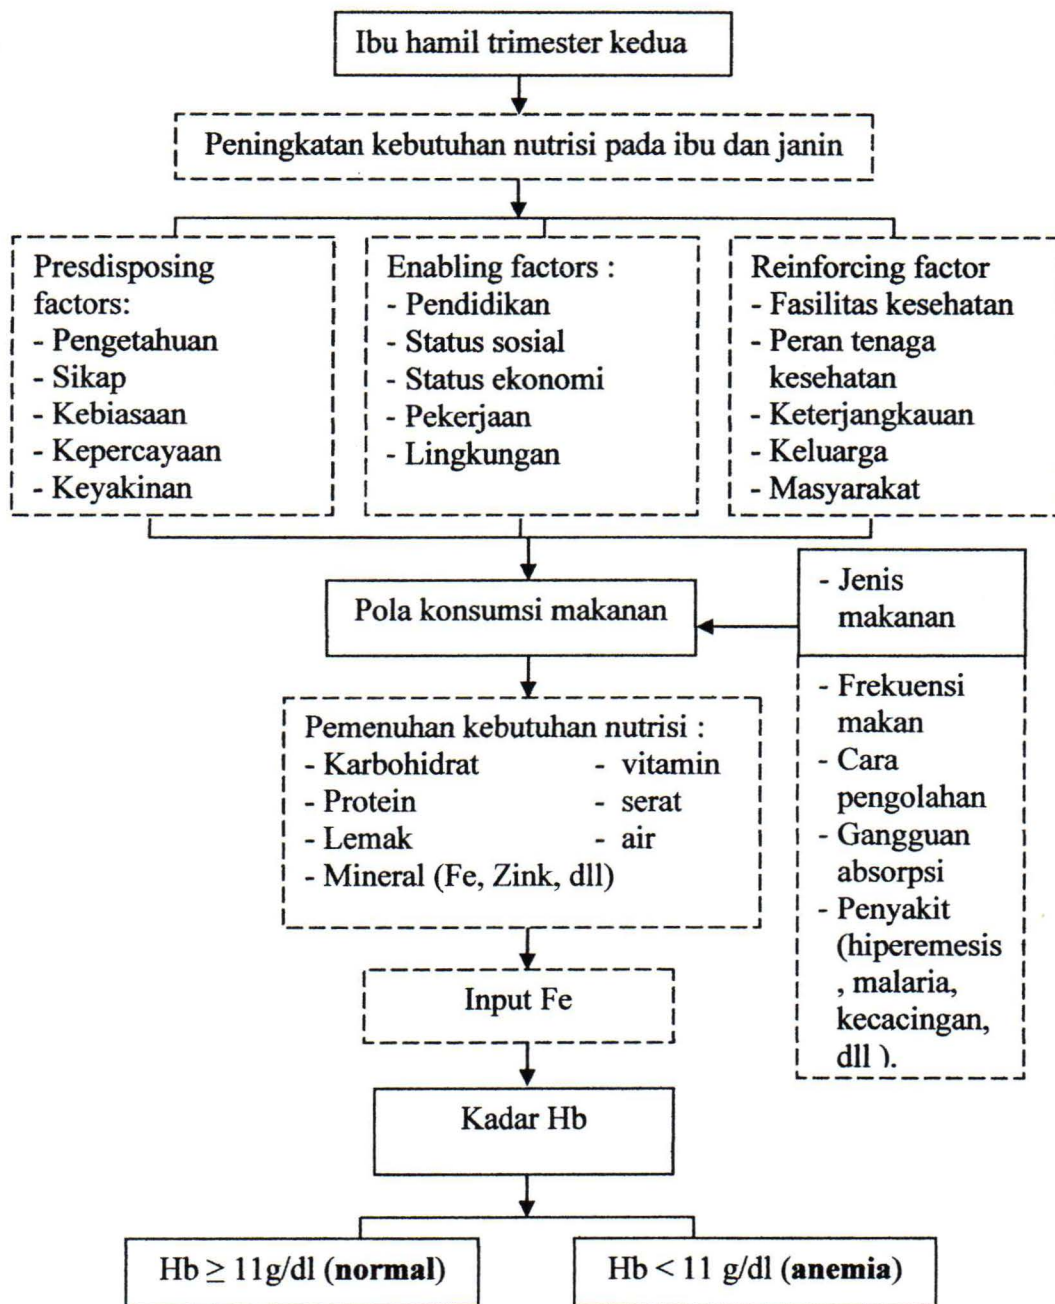 Ibu hamil trimester kedua
Peningkatan kebutuhan nutrisi pada ibu dan janin
Presdisposing
factors:
- Pengetahuan
- Sikap
- Kebiasaan
- Kepercayaan
- Keyakinan
Enabling factors :
- Pendidikan
- Status sosial
- Status ekonomi
- Pekerjaan
- Lingkungan
Reinforcing factor
- Fasilitas kesehatan
- Peran tenaga
kesehatan
- Keterjangkauan
- Keluarga
- Masyarakat
Pola konsumsi makanan
- Jenis
makanan
- Frekuensi
makan
- Cara
pengolahan
- Gangguan
absorpsi
- Penyakit
(hiperemesis
, malaria,
kecacingan,
dll ).
Pemenuhan kebutuhan nutrisi :
- Karbohidrat - vitamin
- Protein - serat
- Lemak - air
- Mineral (Fe, Zink, dll)
Input Fe
Kadar Hb
Hb ≥ 11g/dl (normal)
Hb < 11 g/dl (anemia)